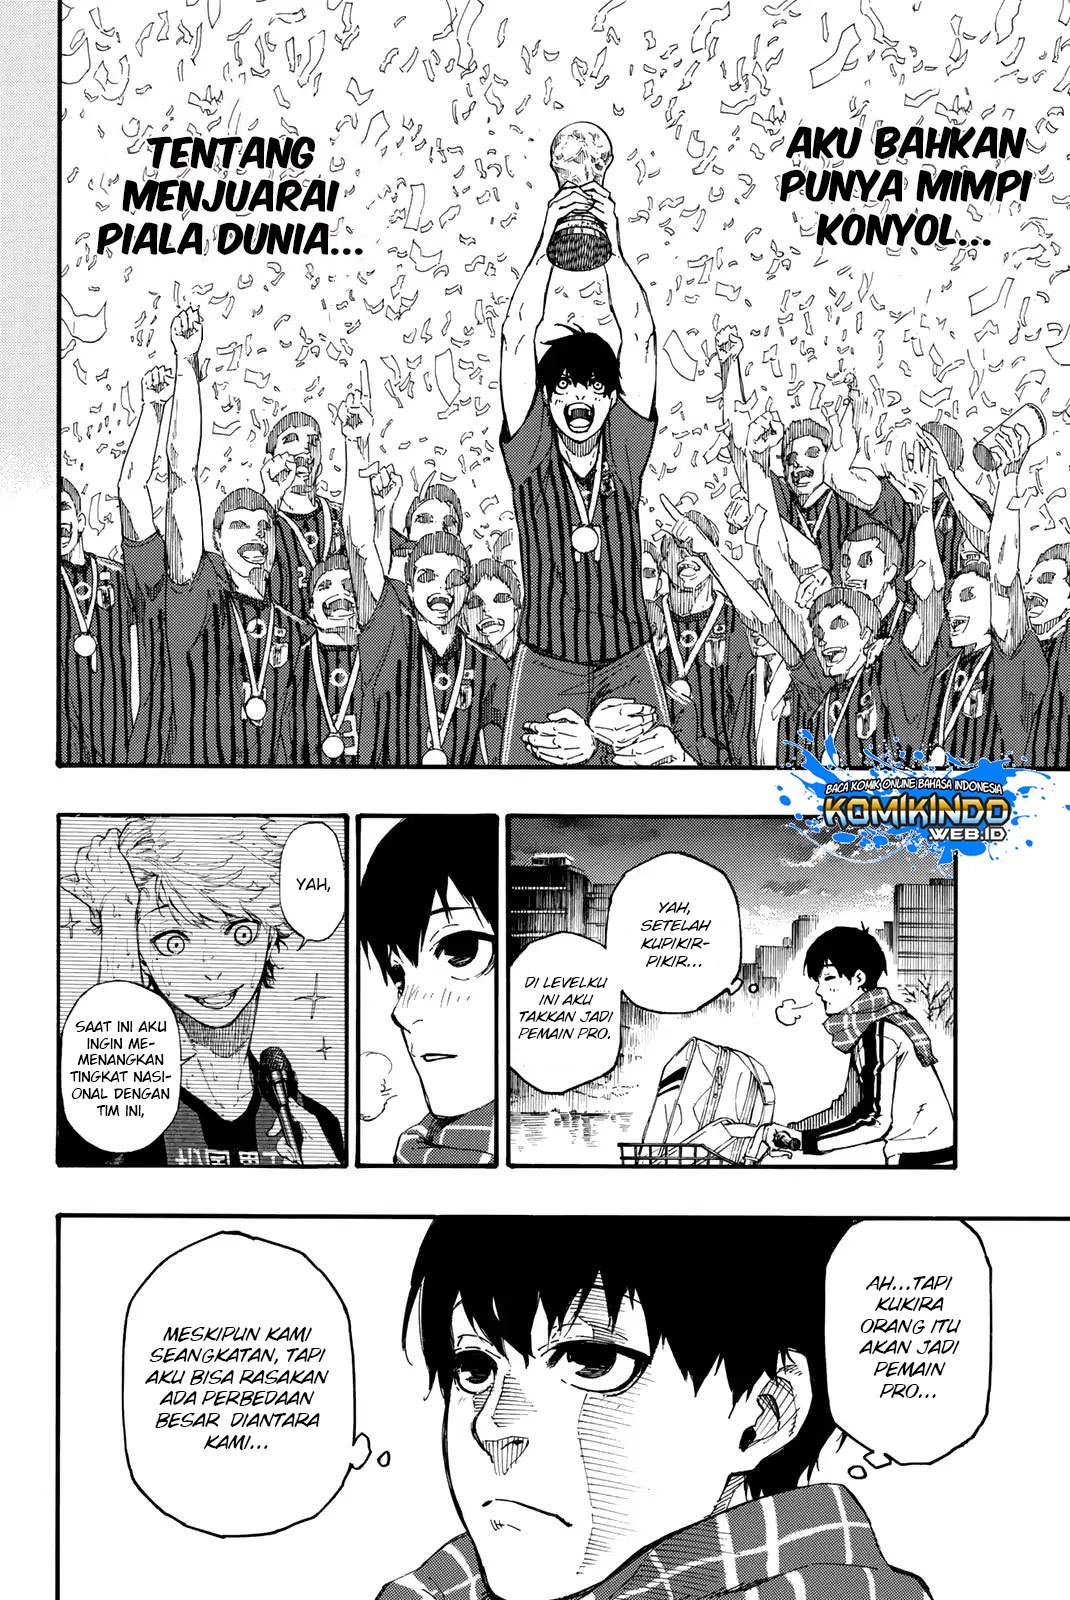 AKU BAHKAN
PUNYA MIMPI
KONYOL...
TENTANG
MENJUARAI
PIALA DUNIA...
BACA KOMIK ONLINE BAHASA INDONESIA
KOMIKINDO
WEB.ID
YAH,
SETELAH
KUPIKIR-
PIKIR...
DI LEVELKU
INI AKU
TAKKAN JADI
PEMAIN PRO.
YAH,
SAAT INI AKU
INGIN ME-
MENANGKAN
TINGKAT NASI-
ONAL DENGAN
TIM INI,
AH...TAPI
KUKIRA
ORANG ITU
AKAN JADI
PEMAIN
PRO...
MESKIPUN KAMI
SEANGKATAN, TAPI
AKU BISA RASAKAN
ADA PERBEDAAN
BESAR DIANTARA
KAMI...